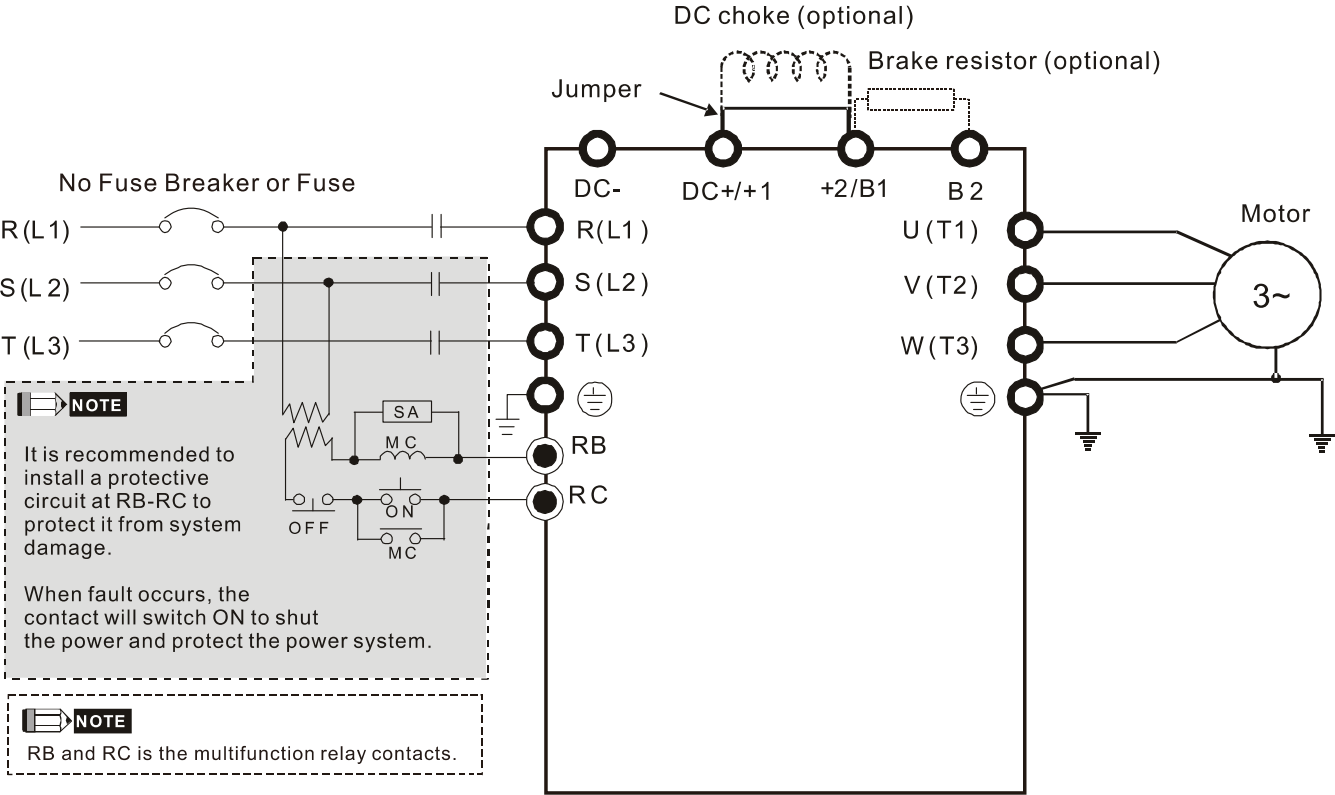 DC choke (optional)
Brake resistor (optional)
Jumper
DC-
DC+/+1
+2/B1
B2
No Fuse Breaker or Fuse
R(L1)
S(L2)
T(L3)
R(L1)
S(L2)
T(L3)
RB
RC
U(T1)
V(T2)
W(T3)
Motor
3~
SA
MC
OFF
ON
MC
NOTE
It is recommended to
install a protective
circuit at RB-RC to
protect it from system
damage.
When fault occurs, the
contact will switch ON to shut
the power and protect the power system.
NOTE
RB and RC is the multifunction relay contacts.